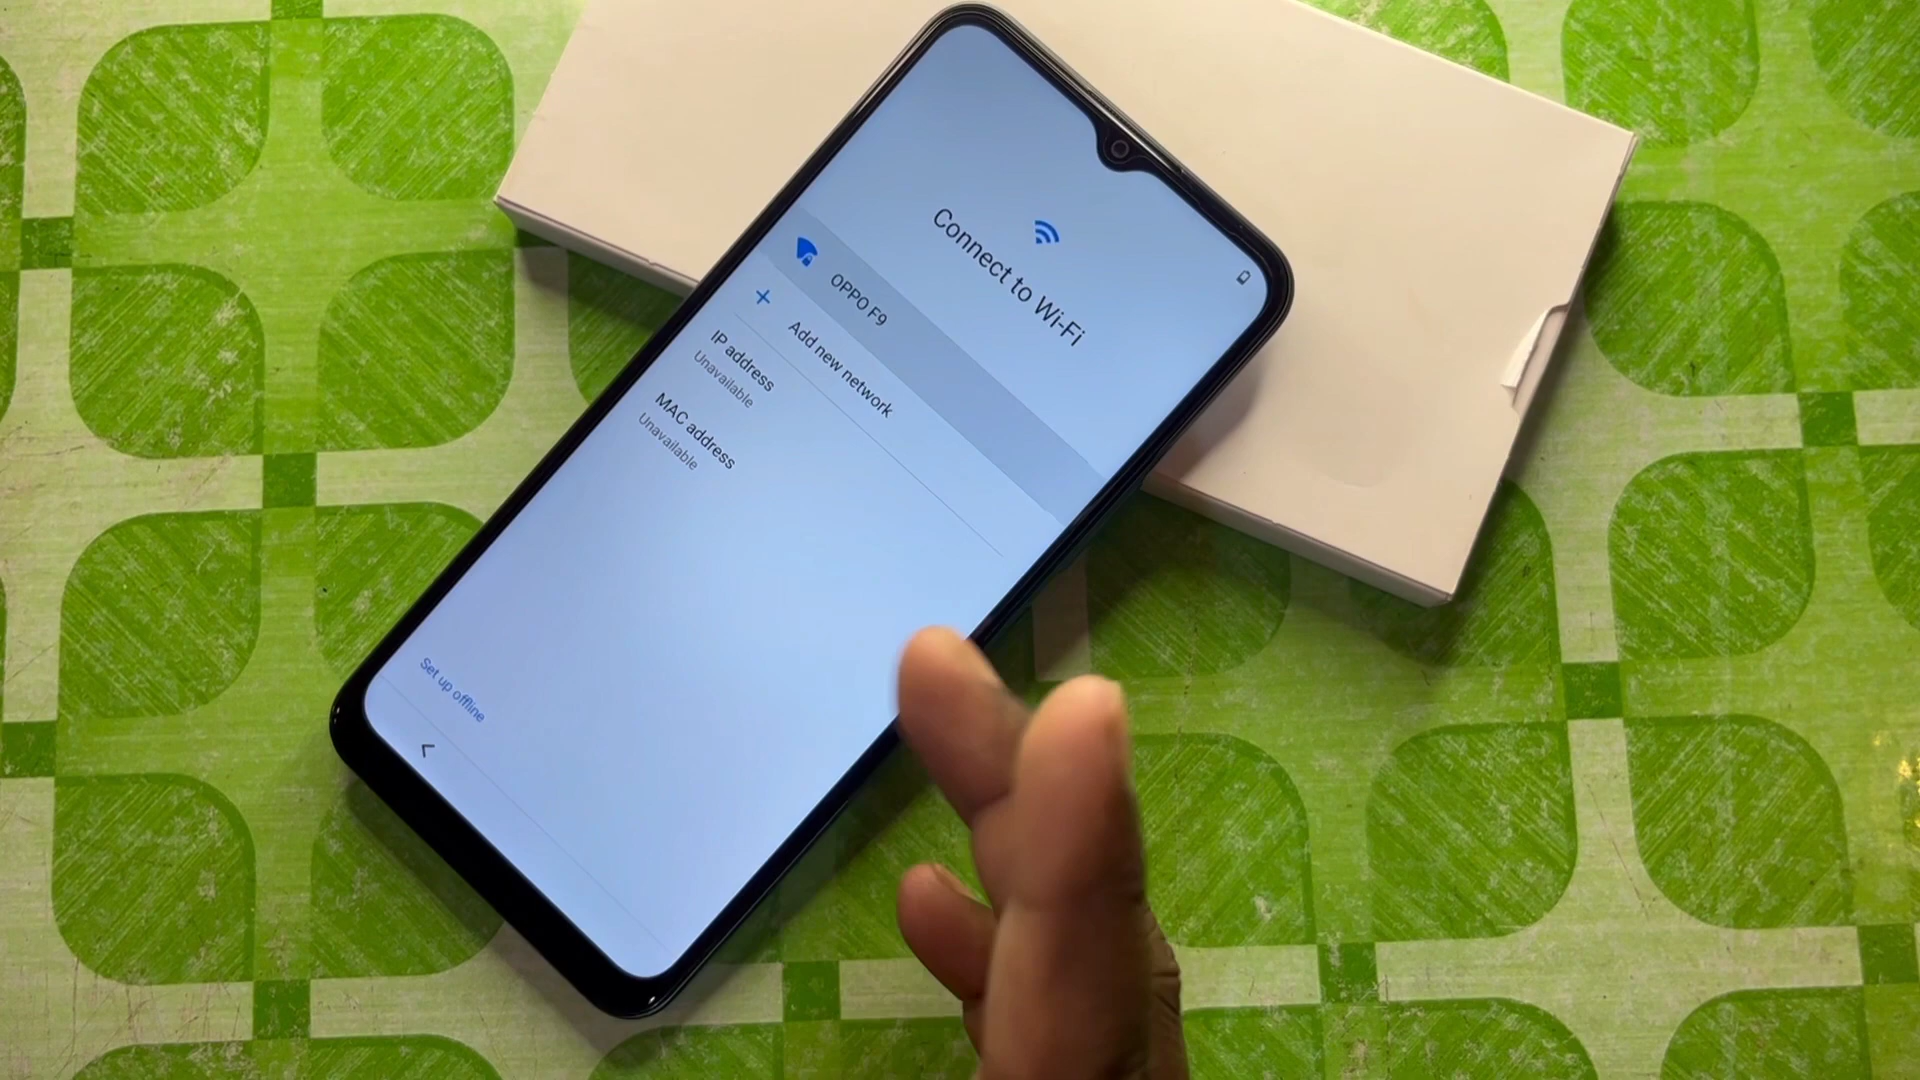 Connect to Wi-Fi
OPPO F9
Add new network
IP address
Unavailable
MAC address
Unavailable
Set up offline